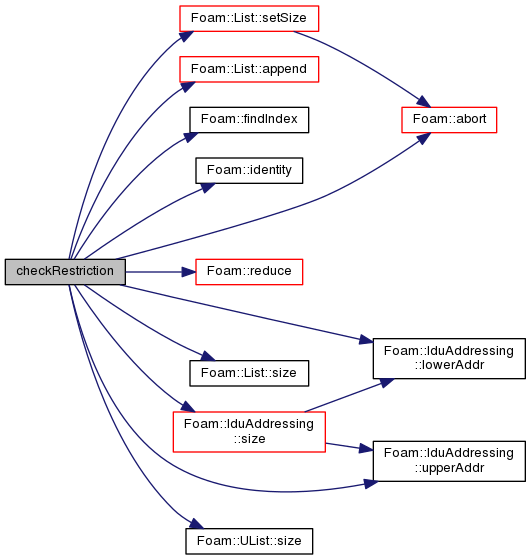 Foam::List::setSize
Foam::List::append
Foam::findIndex
Foam::abort
Foam::identity
checkRestriction
Foam::reduce
Foam::lduAddressing
::lowerAddr
Foam::List::size
Foam::lduAddressing
::size
Foam::lduAddressing
::upperAddr
Foam::UList::size